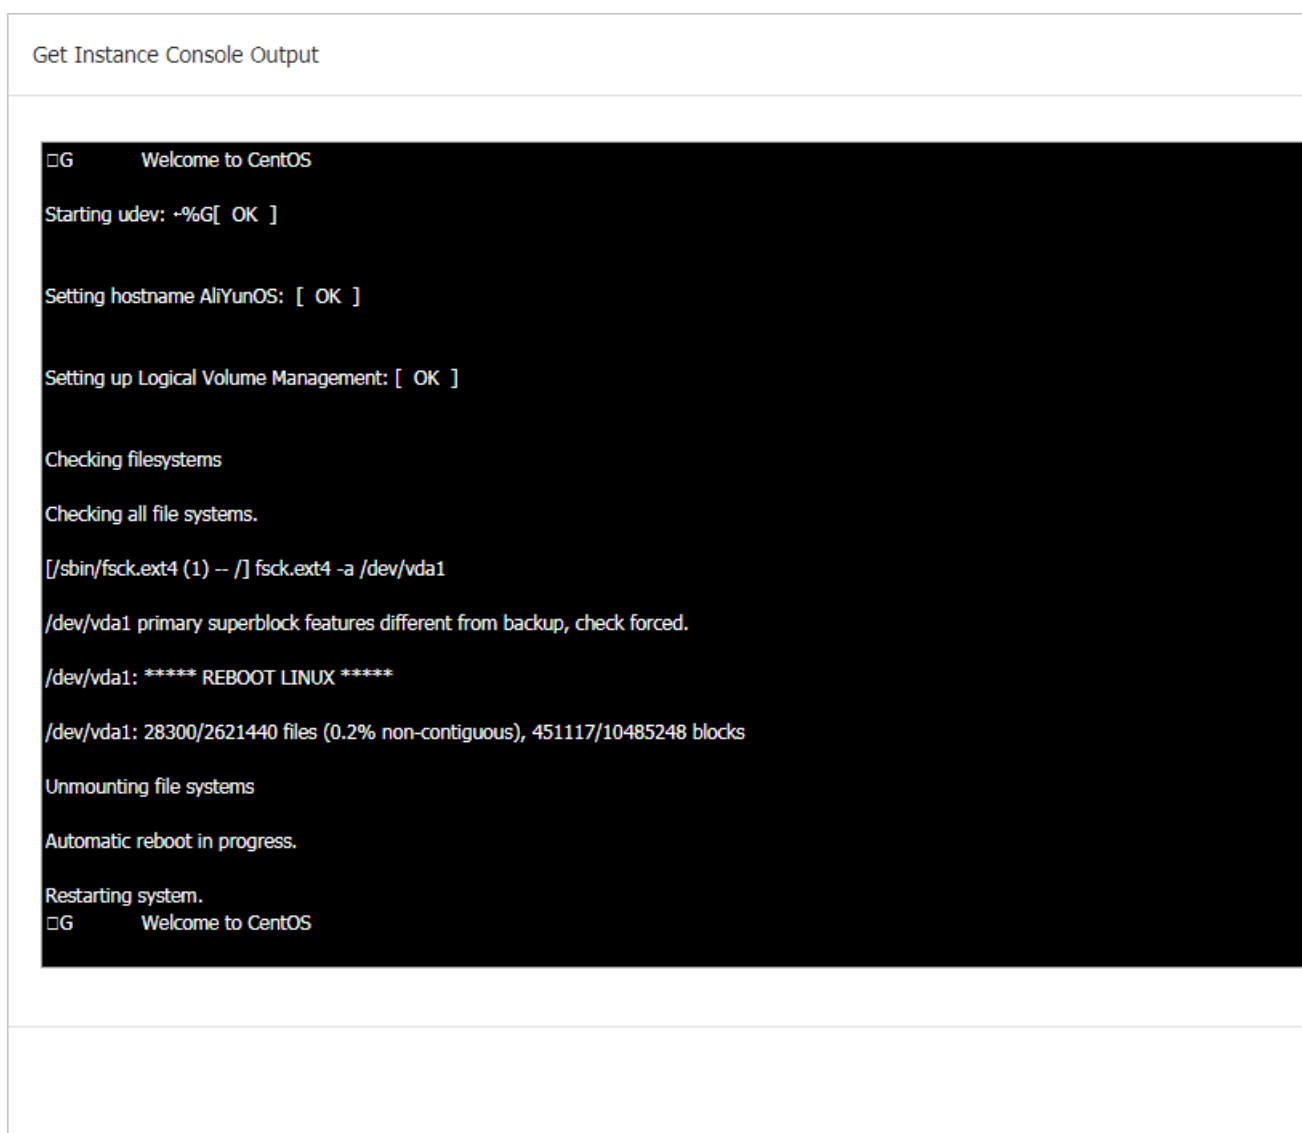 Get Instance Console Output
□G Welcome to CentOS
Starting udev: ←%G[ OK ]
Setting hostname AliYunOS: [ OK ]
Setting up Logical Volume Management: [ OK ]
Checking filesystems
Checking all file systems.
[/sbin/fsck.ext4 (1) -- /] fsck.ext4 -a /dev/vda1
/dev/vda1 primary superblock features different from backup, check forced.
/dev/vda1: ***** REBOOT LINUX *****
/dev/vda1: 28300/2621440 files (0.2% non-contiguous), 451117/10485248 blocks
Unmounting file systems
Automatic reboot in progress.
Restarting system.
□G Welcome to CentOS